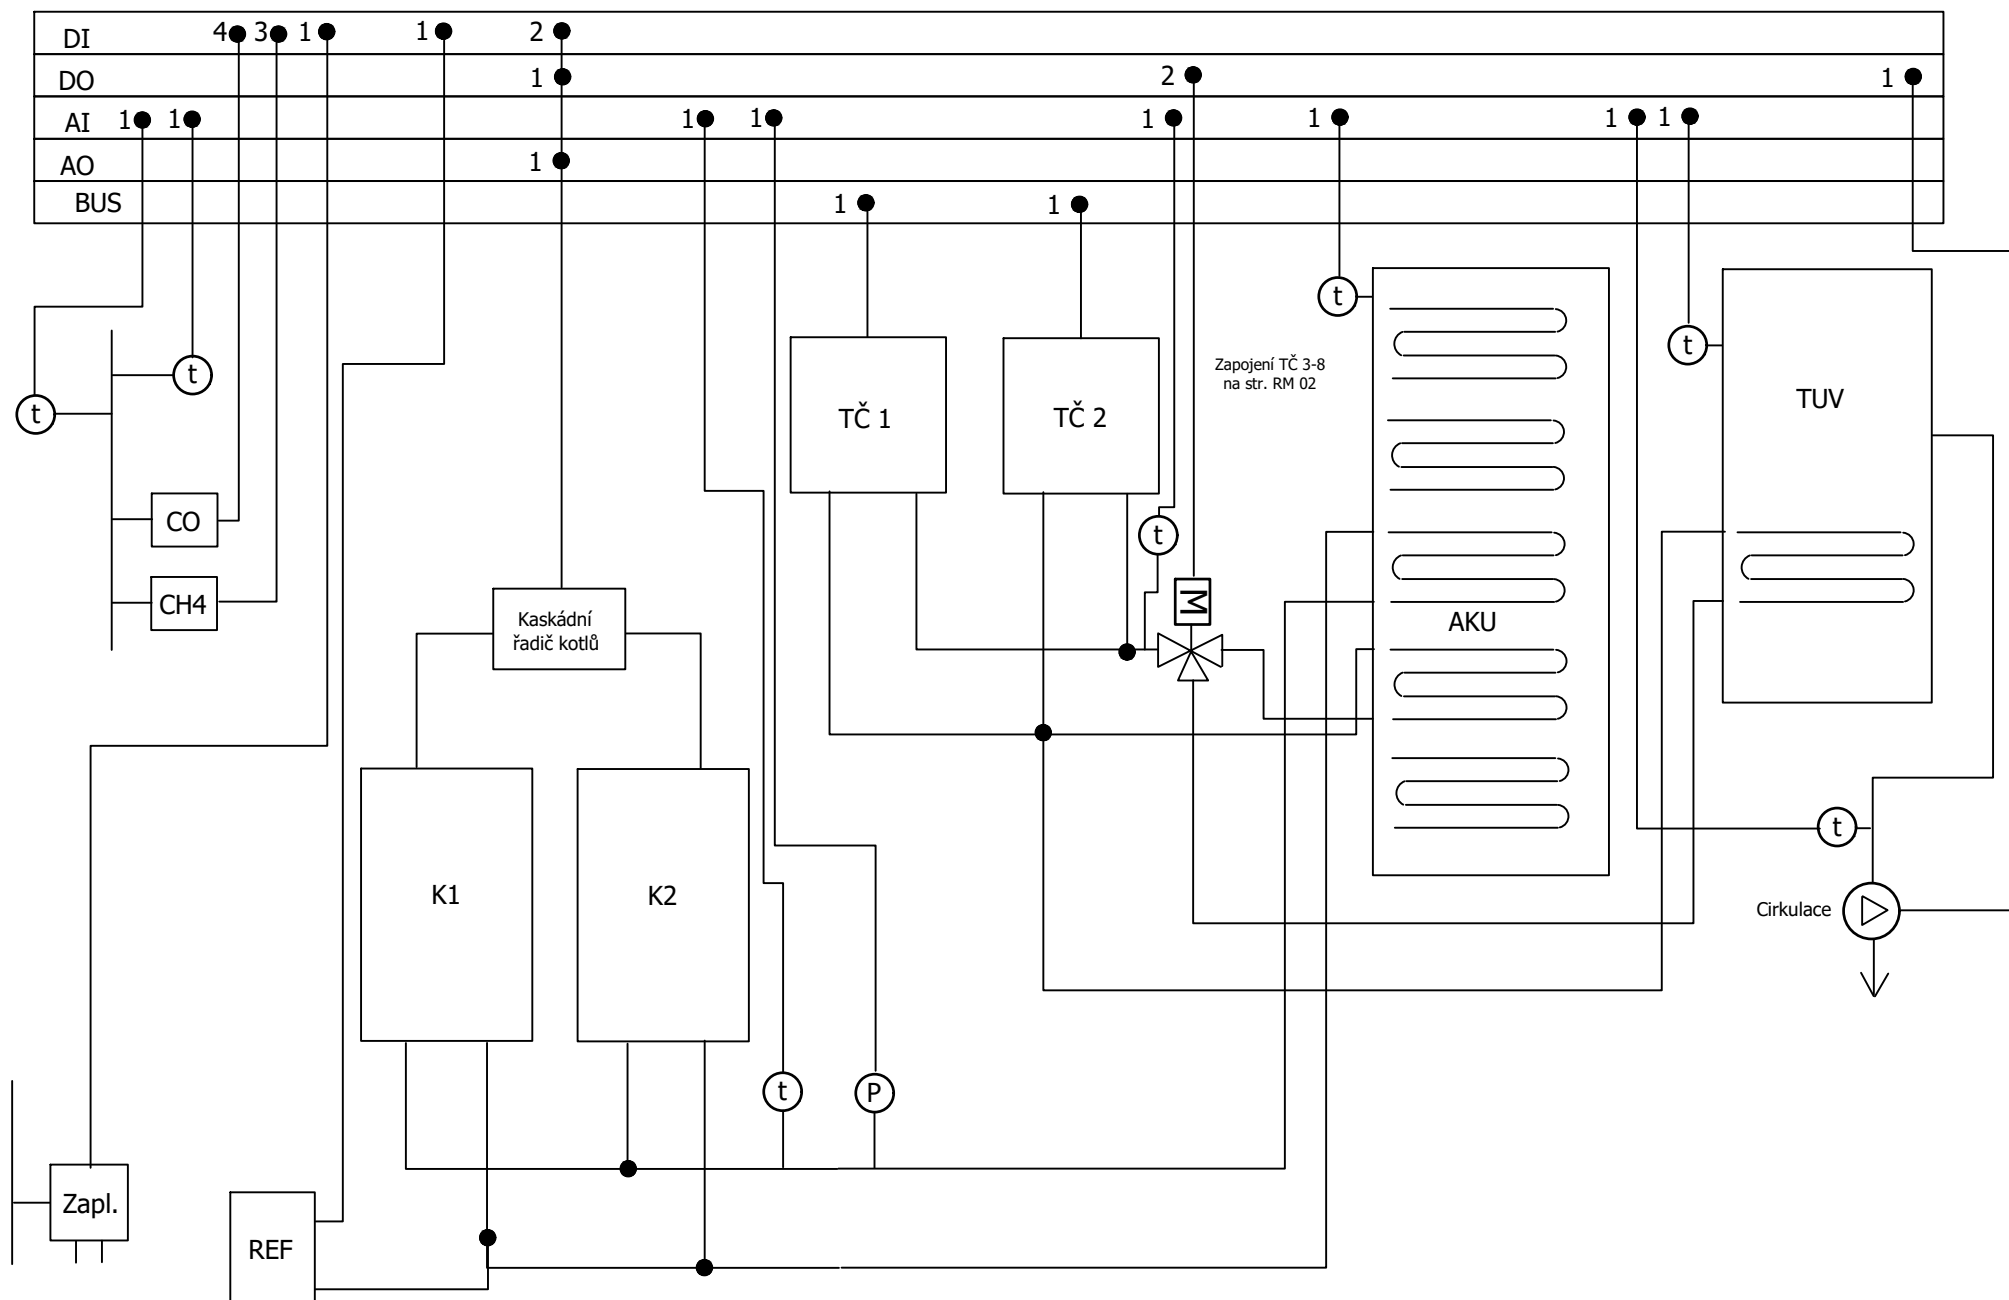 DI 4 3 1 1 2
DO 1 2 1
AI 1 1 1 1 1 1 1 1
AO 1
BUS 1 1
t
t
t
t
Zapojení TČ 3-8
na str. RM 02
TČ 1
TČ 2
TUV
t
CO
t
CH4
M
Kaskádní
řadič kotlů
AKU
t
K1
K2
Cirkulace
t
P
Zapl.
REF